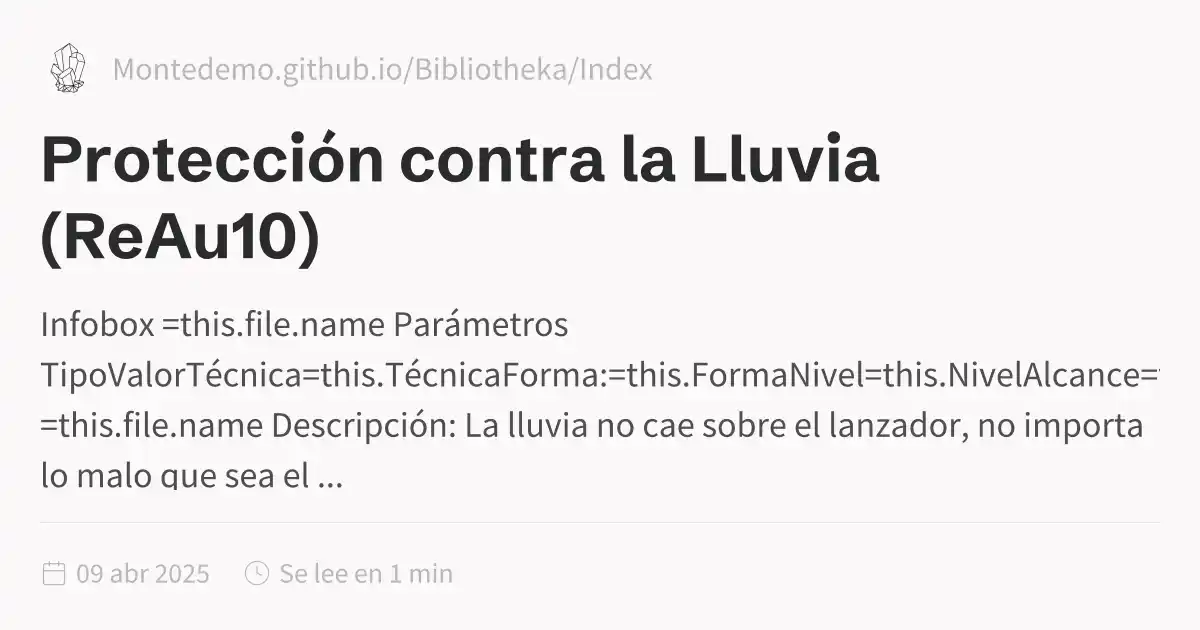 Montedemo.github.io/Bibliotheka/Index
Protección contra la Lluvia
(ReAu10)
Infobox =this.file.name Parámetros
TipoValorTécnica=this.TécnicaForma:=this.FormaNivel=this.NivelAlcance=
=this.file.name Descripción: La lluvia no cae sobre el lanzador, no importa
lo malo que sea el ...
09 abr 2025
Se lee en 1 min